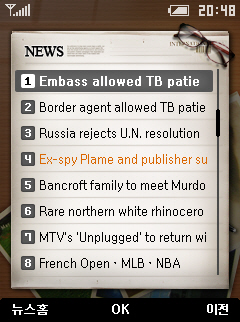 20:48
NEWS
1 Embass allowed TB patie
2 Border agent allowed TB patie
3 Russia rejects U.N. resolution
4 Ex-spy Plame and publisher su
5 Bancroft family to meet Murdo
6 Rare northern white rhinocero
7 MTV's 'Unplugged' to return wi
8 French Open · MLB · NBA
뉴스홈 OK 이전